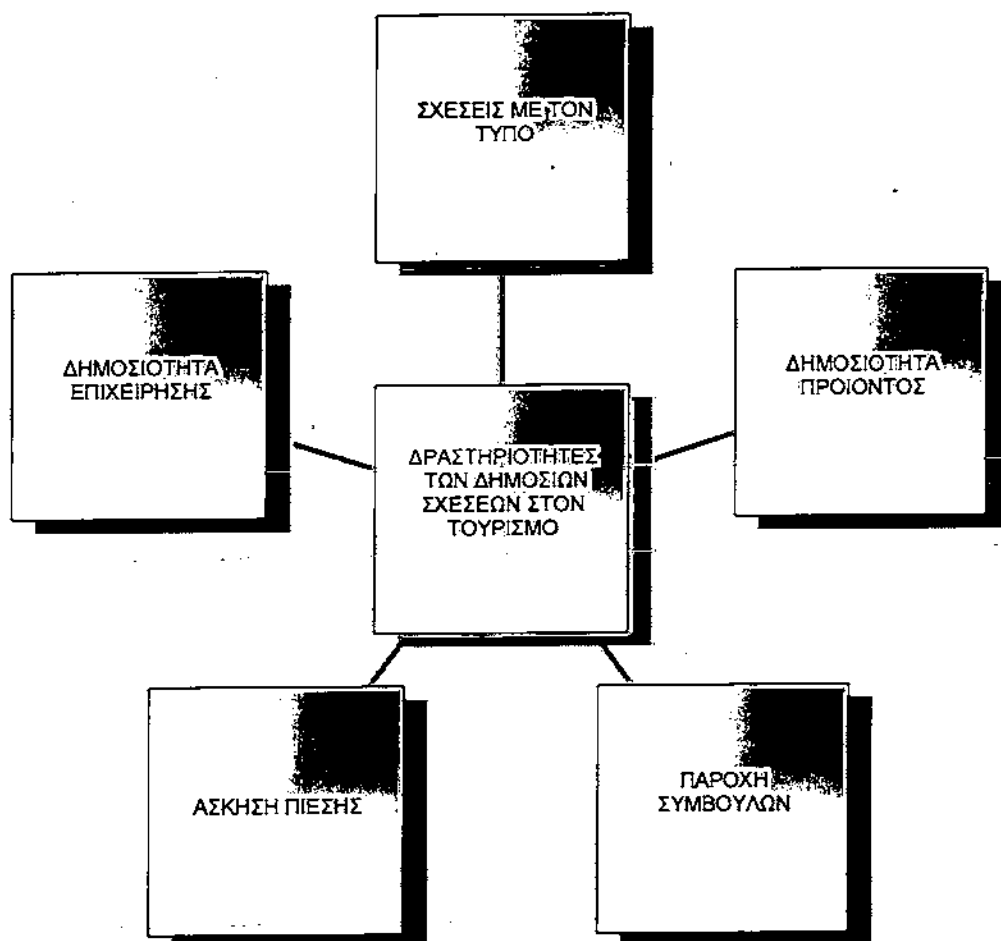 ΣΧΕΣΕΙΣ ΜΕ ΤΟΝ
ΤΥΠΟ
ΔΗΜΟΣΙΟΤΗΤΑ
ΕΠΙΧΕΙΡΗΣΗΣ
ΔΗΜΟΣΙΟΤΗΤΑ
ΠΡΟΙΟΝΤΟΣ
ΔΡΑΣΤΗΡΙΟΤΗΤΕΣ
ΤΩΝ ΔΗΜΟΣΙΩΝ
ΣΧΕΣΕΩΝ ΣΤΟΝ
ΤΟΥΡΙΣΜΟ
ΑΣΚΗΣΗ ΠΙΕΣΗΣ
ΠΑΡΟΧΗ
ΣΥΜΒΟΥΛΩΝ